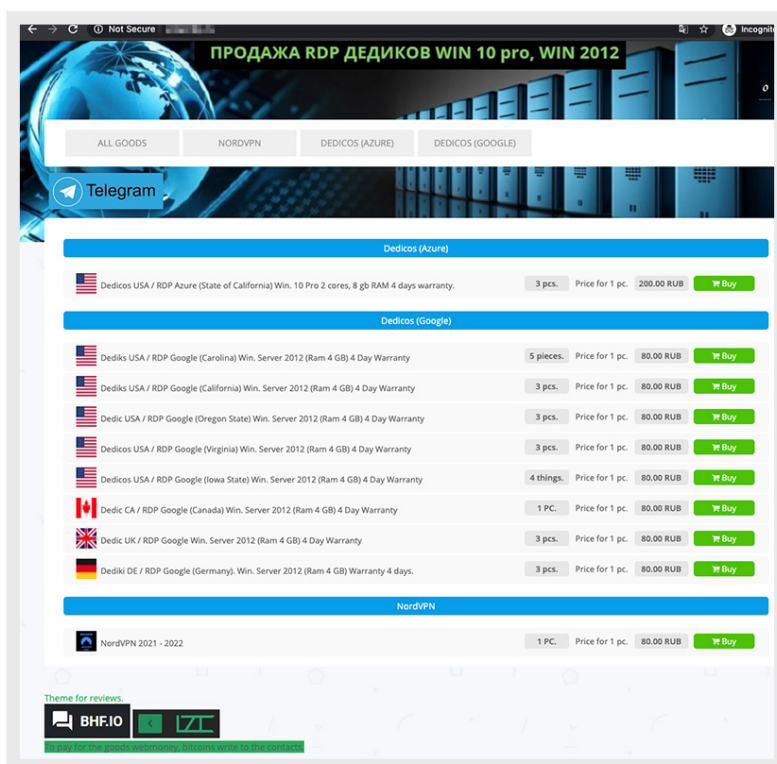 Not Secure
Incognito
ПРОДАЖА RDP ДЕДИКОВ WIN 10 pro, WIN 2012
ALL GOODS NORDVPN DEDICOS (AZURE) DEDICOS (GOOGLE)
Telegram
Dedicos (Azure)
Dedicos USA / RDP Azure (State of California) Win. 10 Pro 2 cores, 8 gb RAM 4 days warranty. 3 pcs. Price for 1 pc. 200.00 RUB Buy
Dedicos (Google)
Dediks USA / RDP Google (Carolina) Win. Server 2012 (Ram 4 GB) 4 Day Warranty 5 pieces. Price for 1 pc. 80.00 RUB Buy
Dediks USA / RDP Google (California) Win. Server 2012 (Ram 4 GB) 4 Day Warranty 3 pcs. Price for 1 pc. 80.00 RUB Buy
Dedic USA / RDP Google (Oregon State) Win. Server 2012 (Ram 4 GB) 4 Day Warranty 3 pcs. Price for 1 pc. 80.00 RUB Buy
Dedicos USA / RDP Google (Virginia) Win. Server 2012 (Ram 4 GB) 4 Day Warranty 3 pcs. Price for 1 pc. 80.00 RUB Buy
Dedicos USA / RDP Google (Iowa State) Win. Server 2012 (Ram 4 GB) 4 Day Warranty 4 things. Price for 1 pc. 80.00 RUB Buy
Dedic CA / RDP Google (Canada) Win. Server 2012 (Ram 4 GB) 4 Day Warranty 1 PC. Price for 1 pc. 80.00 RUB Buy
Dedic UK / RDP Google Win. Server 2012 (Ram 4 GB) 4 Day Warranty 3 pcs. Price for 1 pc. 80.00 RUB Buy
Dediki DE / RDP Google (Germany). Win. Server 2012 (Ram 4 GB) Warranty 4 days. 3 pcs. Price for 1 pc. 80.00 RUB Buy
NordVPN
NordVPN 2021 - 2022 1 PC. Price for 1 pc. 80.00 RUB Buy
Theme for reviews.
BHF.IO
To pay for the goods webmoney, bitcoins write to the contacts.